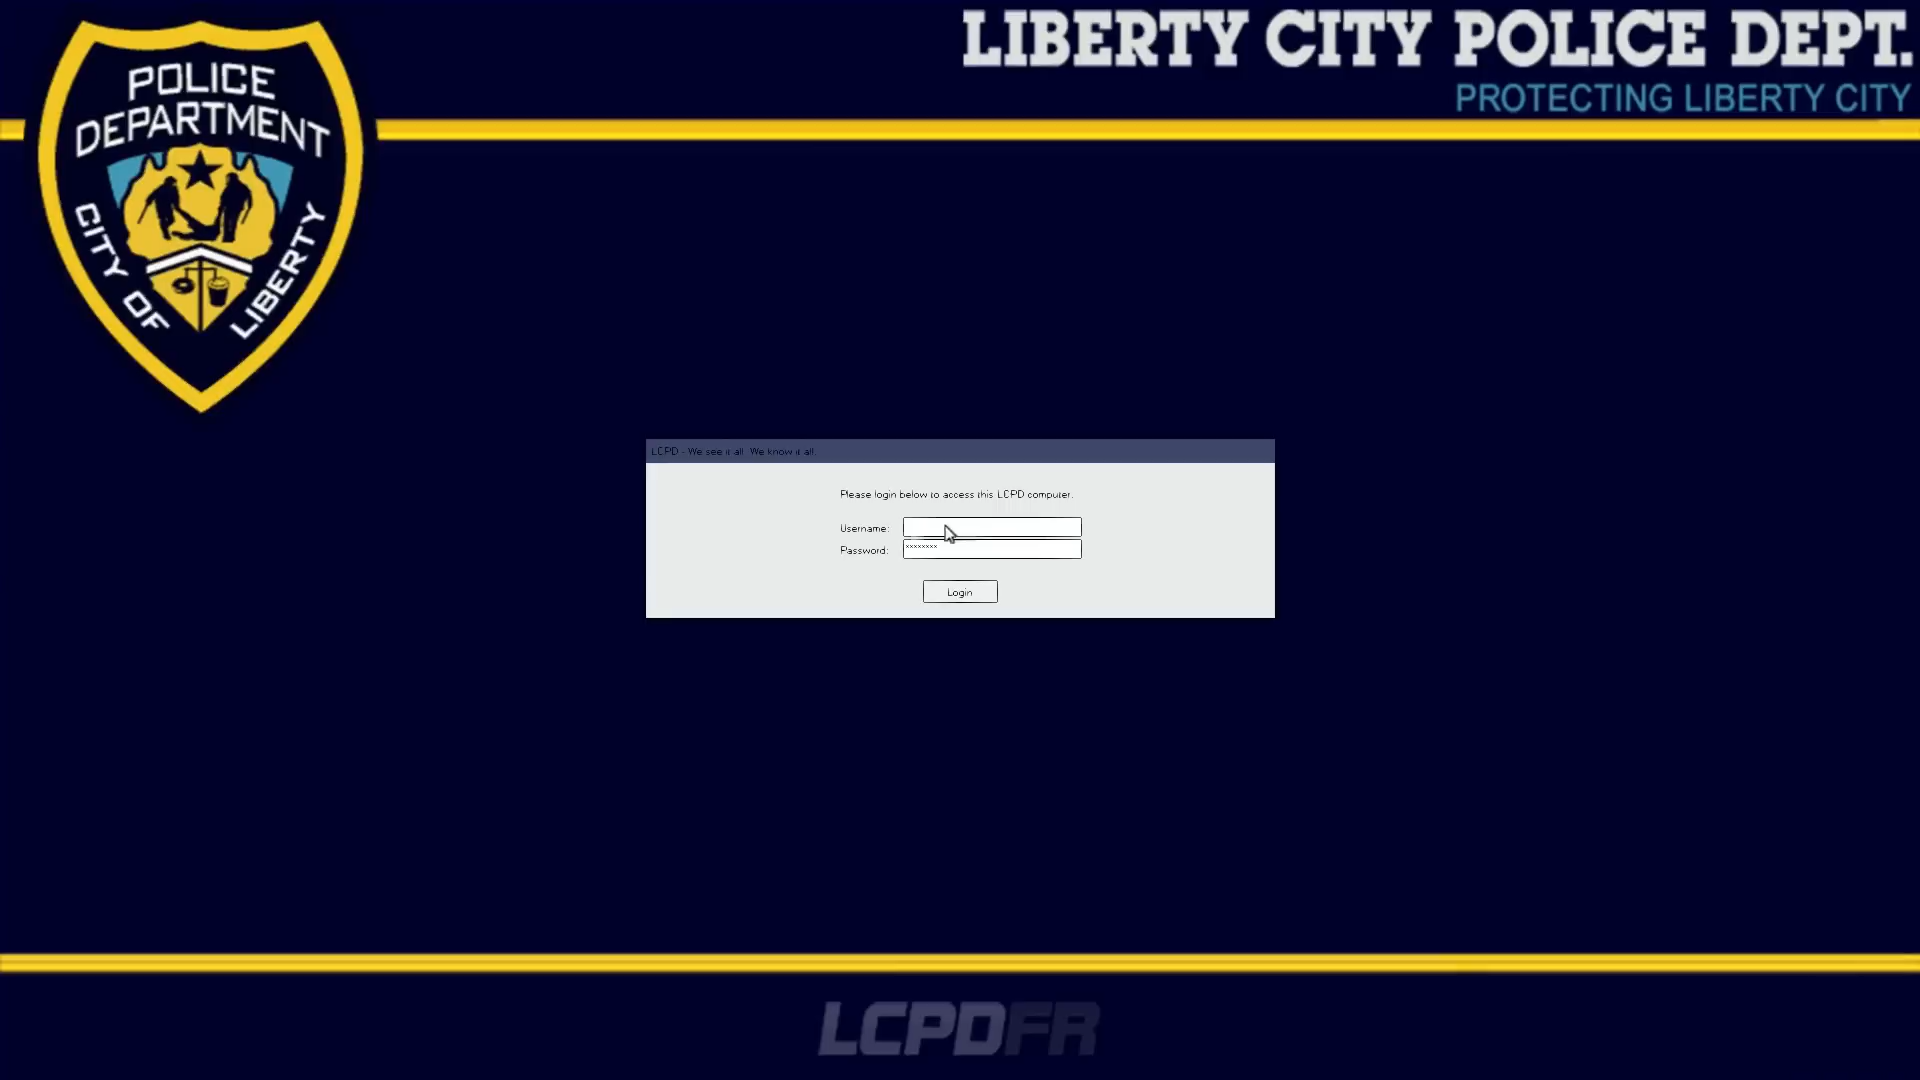 LIBERTY CITY POLICE DEPT.
PROTECTING LIBERTY CITY
POLICE
DEPARTMENT
CITY OF LIBERTY
LCPD - We see it all. We know it all.
Please login below to access this LCPD computer.
Username:
Password: ********
Login
LCPDFR